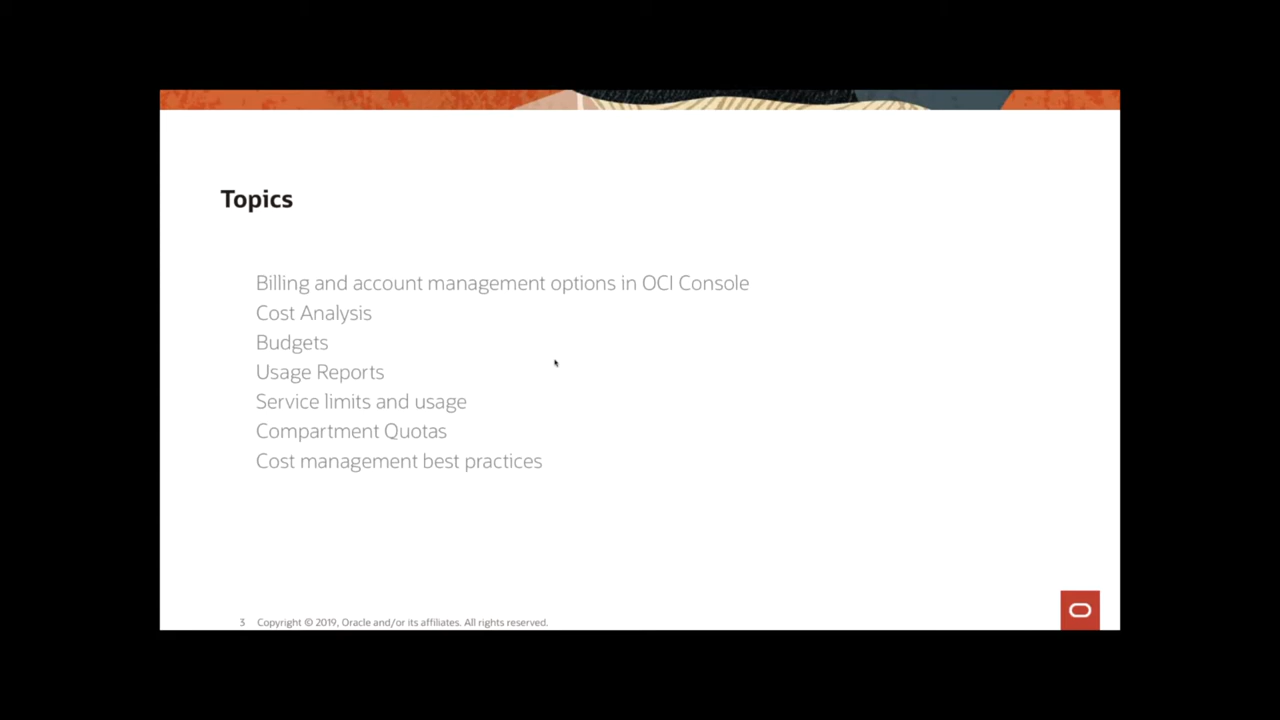 Topics
Billing and account management options in OCI Console
Cost Analysis
Budgets
Usage Reports
Service limits and usage
Compartment Quotas
Cost management best practices
3 Copyright © 2019, Oracle and/or its affiliates. All rights reserved.